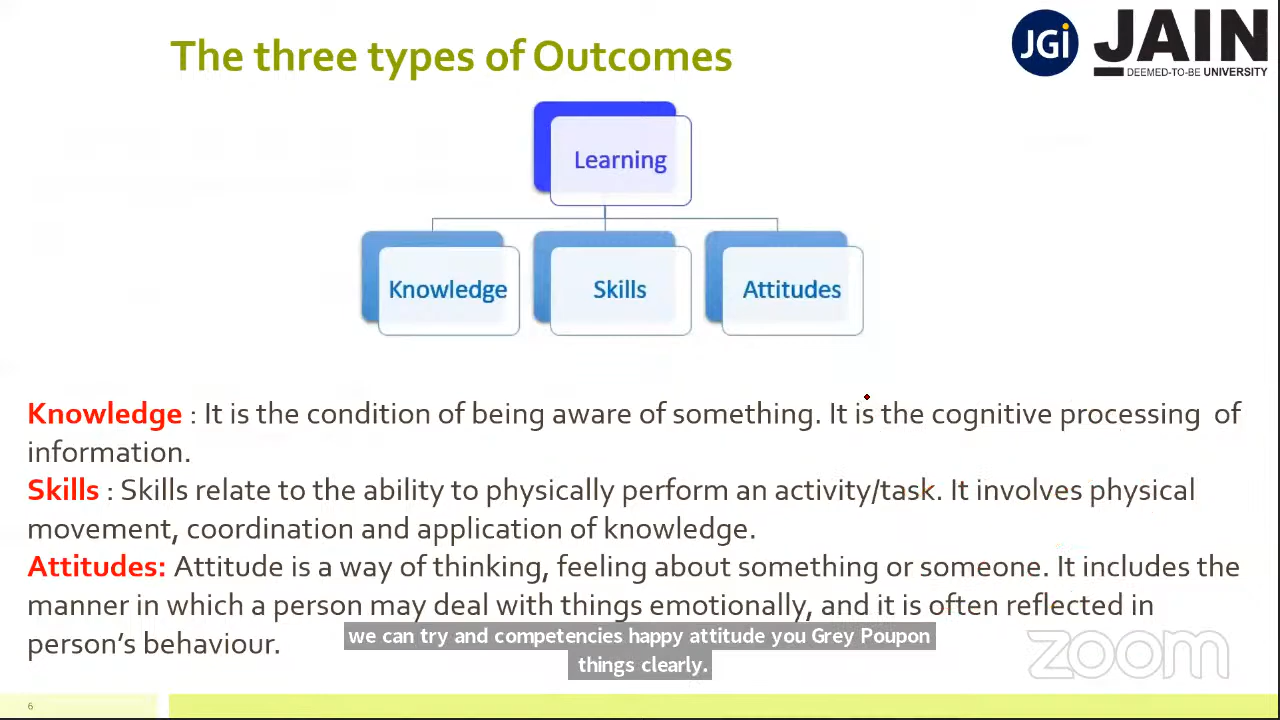 The three types of Outcomes
JGi
JAIN
DEEMED-TO-BE UNIVERSITY
Learning
Knowledge
Skills
Attitudes
Knowledge : It is the condition of being aware of something. It is the cognitive processing of
information.
Skills : Skills relate to the ability to physically perform an activity/task. It involves physical
movement, coordination and application of knowledge.
Attitudes: Attitude is a way of thinking, feeling about something or someone. It includes the
manner in which a person may deal with things emotionally, and it is often reflected in
person's behaviour.
we can try and competencies happy attitude you Grey Poupon
things clearly.
zoom
6